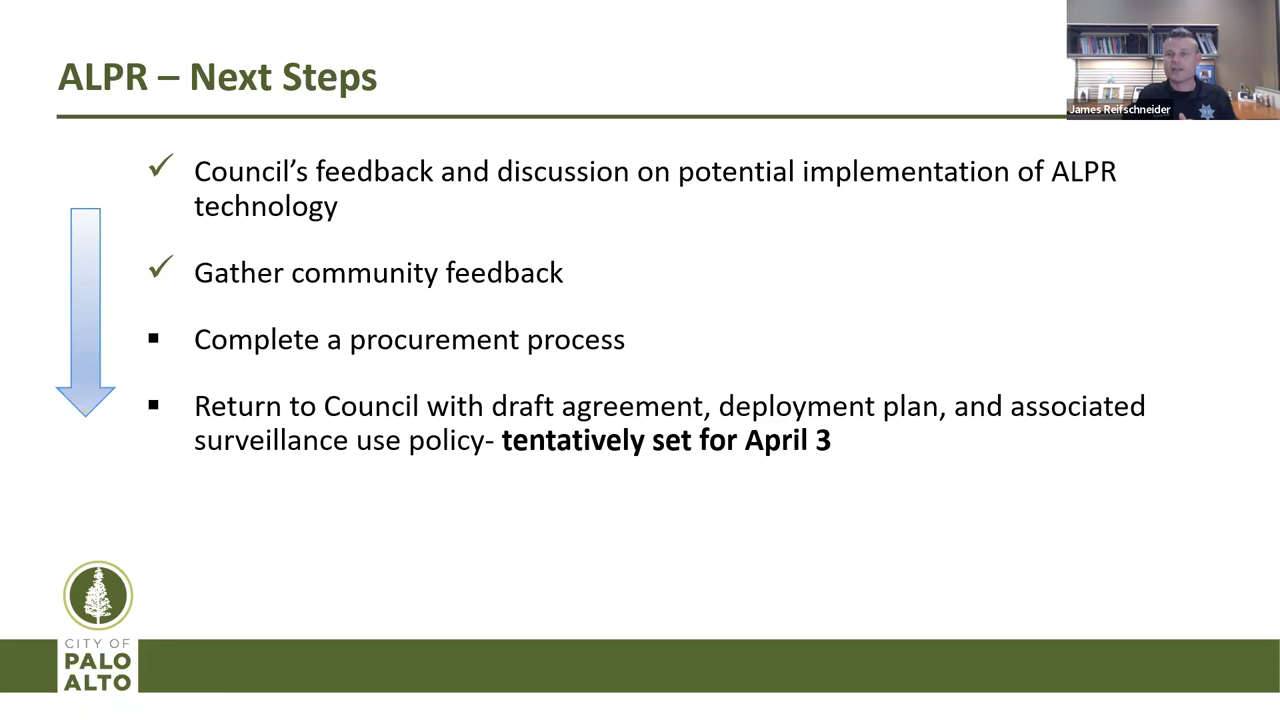 ALPR – Next Steps
James Reifschneider
✓ Council's feedback and discussion on potential implementation of ALPR
technology
✓ Gather community feedback
▪ Complete a procurement process
▪ Return to Council with draft agreement, deployment plan, and associated
surveillance use policy- tentatively set for April 3
CITY OF
PALO
ALTO